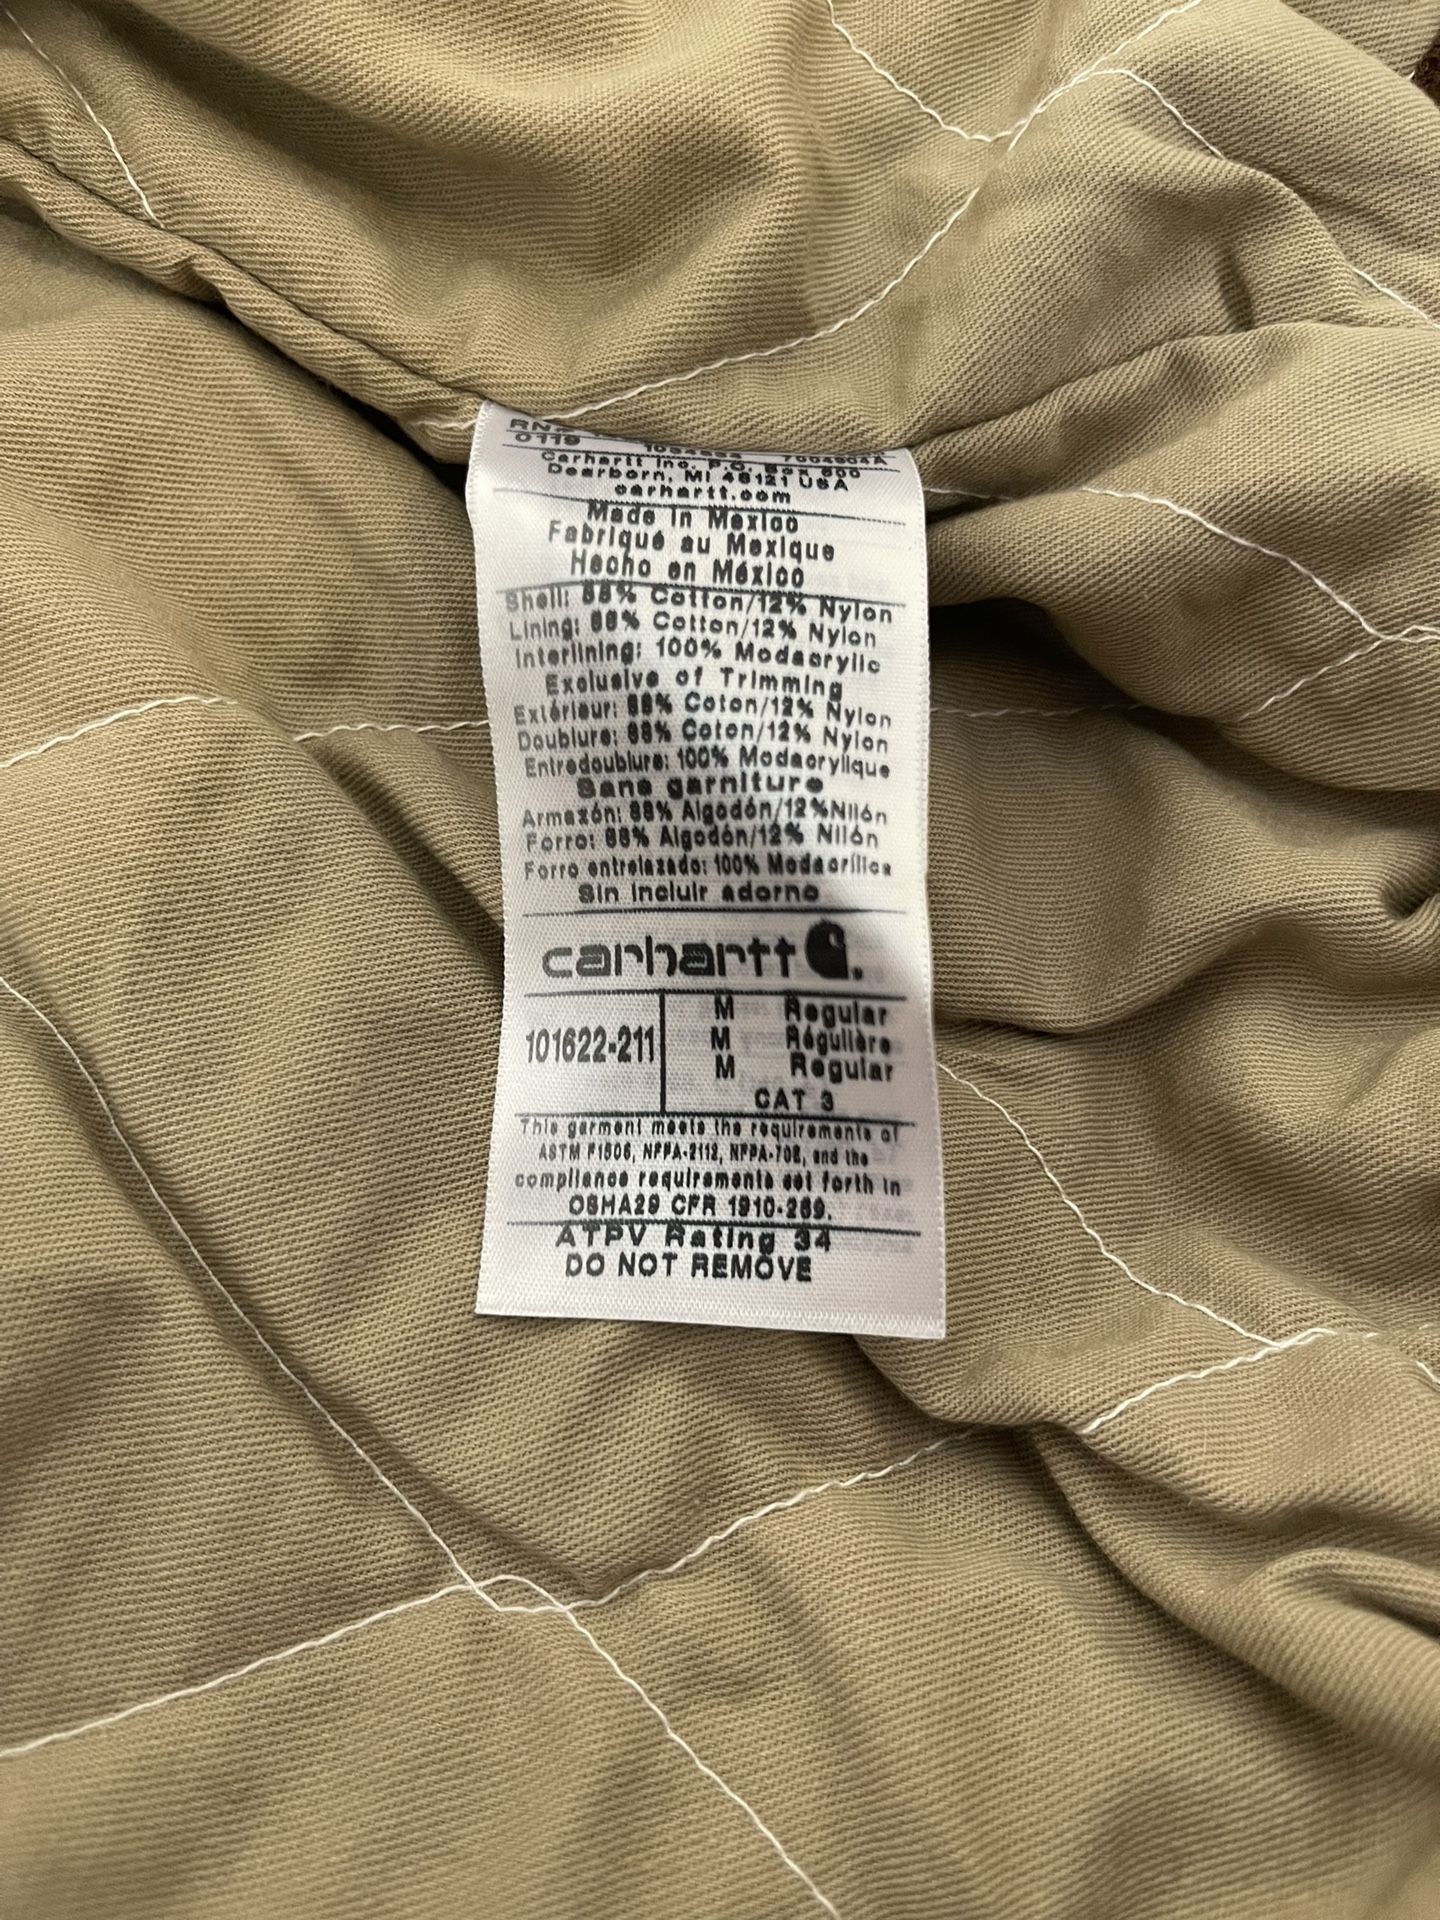 0119
Carhartt Inc. P.O. Box 600
Dearborn, MI 48121 USA
carhartt.com
Made in Mexico
Fabriqué au Mexique
Hecho en México
Shell: 88% Cotton/12% Nylon
Lining: 88% Cotton/12% Nylon
Interlining: 100% Modacrylic
Exclusive of Trimming
Extérieur: 88% Coton/12% Nylon
Doublure: 88% Coton/12% Nylon
Entredoublure: 100% Modacrylique
Sans garniture
Armazón: 88% Algodón/12%Nilón
Forro: 88% Algodón/12% Nilón
Forro entrelazado: 100% Modacrílica
Sin incluir adorno
carhartt
101622-211
M Regular
M Régulière
M Regular
CAT 3
This garment meets the requirements of
ASTM F1506, NFPA-2112, NFPA-70E, and the
compliance requirements set forth in
OSHA29 CFR 1910-269.
ATPV Rating 34
DO NOT REMOVE